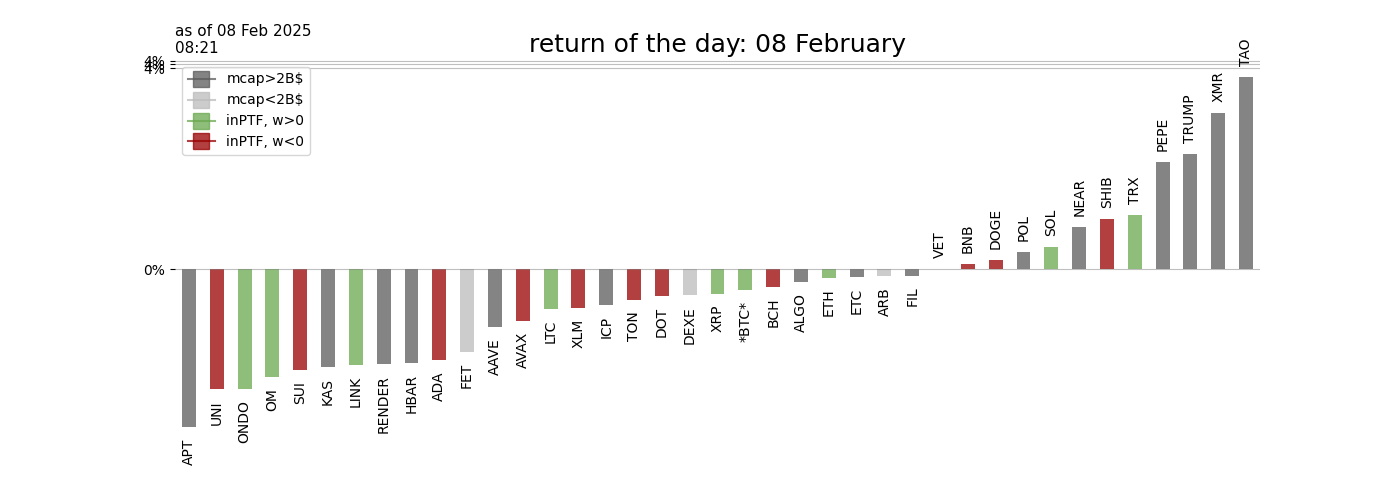 as of 08 Feb 2025
08:21
return of the day: 08 February
4%
4%
4%
0%
mcap>2B$
mcap<2B$
inPTF, w>0
inPTF, w<0
APT
UNI
ONDO
OM
SUI
KAS
LINK
RENDER
HBAR
ADA
FET
AAVE
AVAX
LTC
XLM
ICP
TON
DOT
DEXE
XRP
*BTC*
BCH
ALGO
ETH
ETC
ARB
FIL
VET
BNB
DOGE
POL
SOL
NEAR
SHIB
TRX
PEPE
TRUMP
XMR
TAO